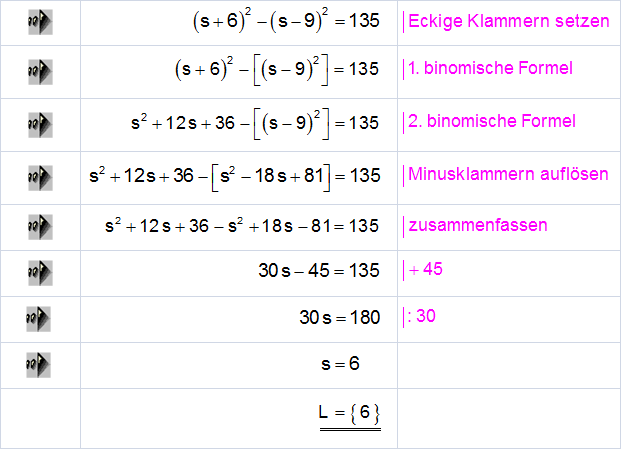 (s+6)² −(s−9)² = 135 |Eckige Klammern setzen
(s+6)² −[(s−9)²] = 135 |1. binomische Formel
s² +12s+36−[(s−9)²] = 135 |2. binomische Formel
s² +12s+36−[s² −18s+81] = 135 |Minusklammern auflösen
s² +12s+36−s² +18s−81= 135 |zusammenfassen
30s−45 = 135 |+ 45
30s = 180 |: 30
s = 6
L = {6}